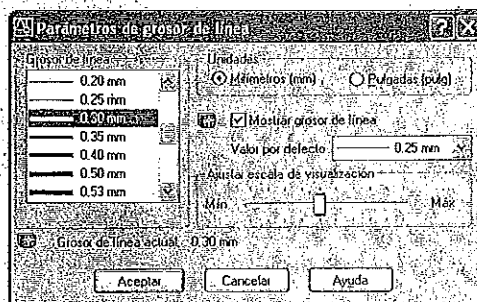 Parámetros de grosor de línea
Grosor de línea
0.20 mm
0.25 mm
0.30 mm
0.35 mm
0.40 mm
0.50 mm
0.53 mm
Unidades
Milímetros (mm)
Pulgadas (pulg)
Mostrar grosor de línea
Valor por defecto
0.25 mm
Ajustar escala de visualización
Mín
Máx
Grosor de línea actual 0.30 mm
Aceptar
Cancelar
Ayuda